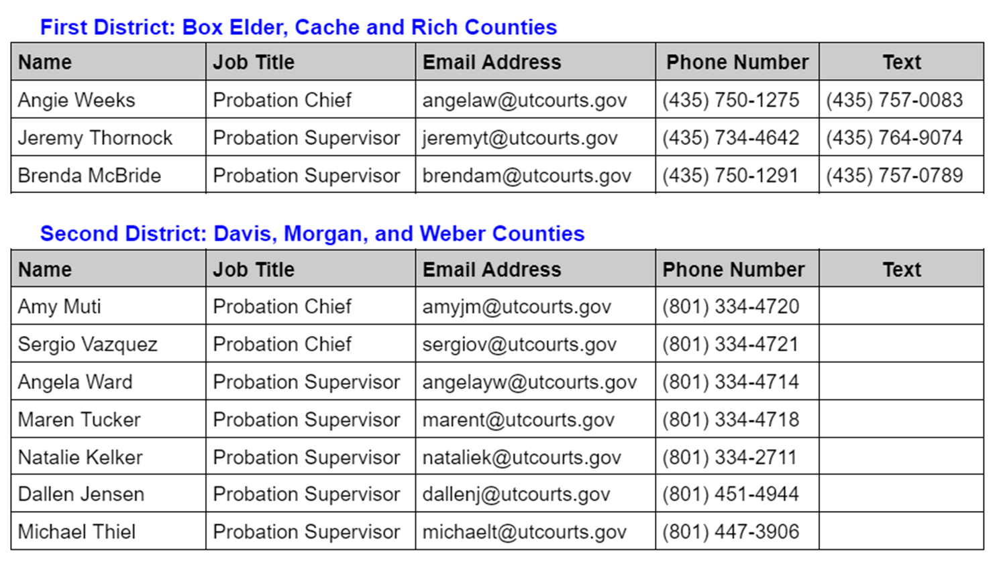 First District: Box Elder, Cache and Rich Counties
Name Job Title Email Address Phone Number Text
Angie Weeks Probation Chief angelaw@utcourts.gov (435) 750-1275 (435) 757-0083
Jeremy Thornock Probation Supervisor jeremyt@utcourts.gov (435) 734-4642 (435) 764-9074
Brenda McBride Probation Supervisor brendam@utcourts.gov (435) 750-1291 (435) 757-0789
Second District: Davis, Morgan, and Weber Counties
Name Job Title Email Address Phone Number Text
Amy Muti Probation Chief amyjm@utcourts.gov (801) 334-4720
Sergio Vazquez Probation Chief sergiov@utcourts.gov (801) 334-4721
Angela Ward Probation Supervisor angelayw@utcourts.gov (801) 334-4714
Maren Tucker Probation Supervisor marent@utcourts.gov (801) 334-4718
Natalie Kelker Probation Supervisor nataliek@utcourts.gov (801) 334-2711
Dallen Jensen Probation Supervisor dallenj@utcourts.gov (801) 451-4944
Michael Thiel Probation Supervisor michaelt@utcourts.gov (801) 447-3906